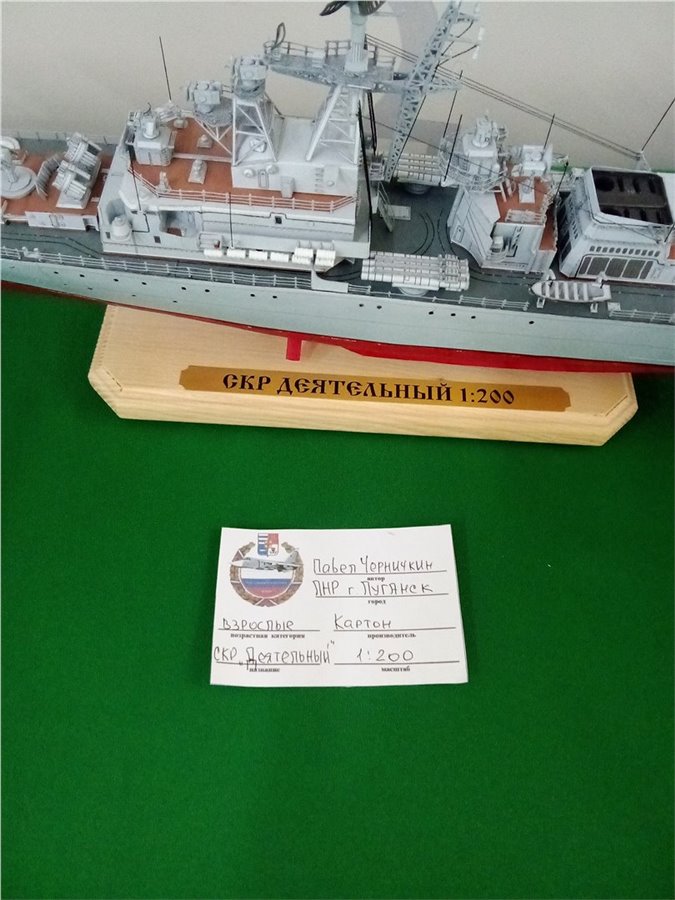 СКР ДЕЯТЕЛЬНЫЙ 1:200
Павел Чорничкин
автор
ЛНР г. Луганск
город
Взрослые Картон
возрастная категория производитель
СКР "Деятельный" 1:200
название масштаб